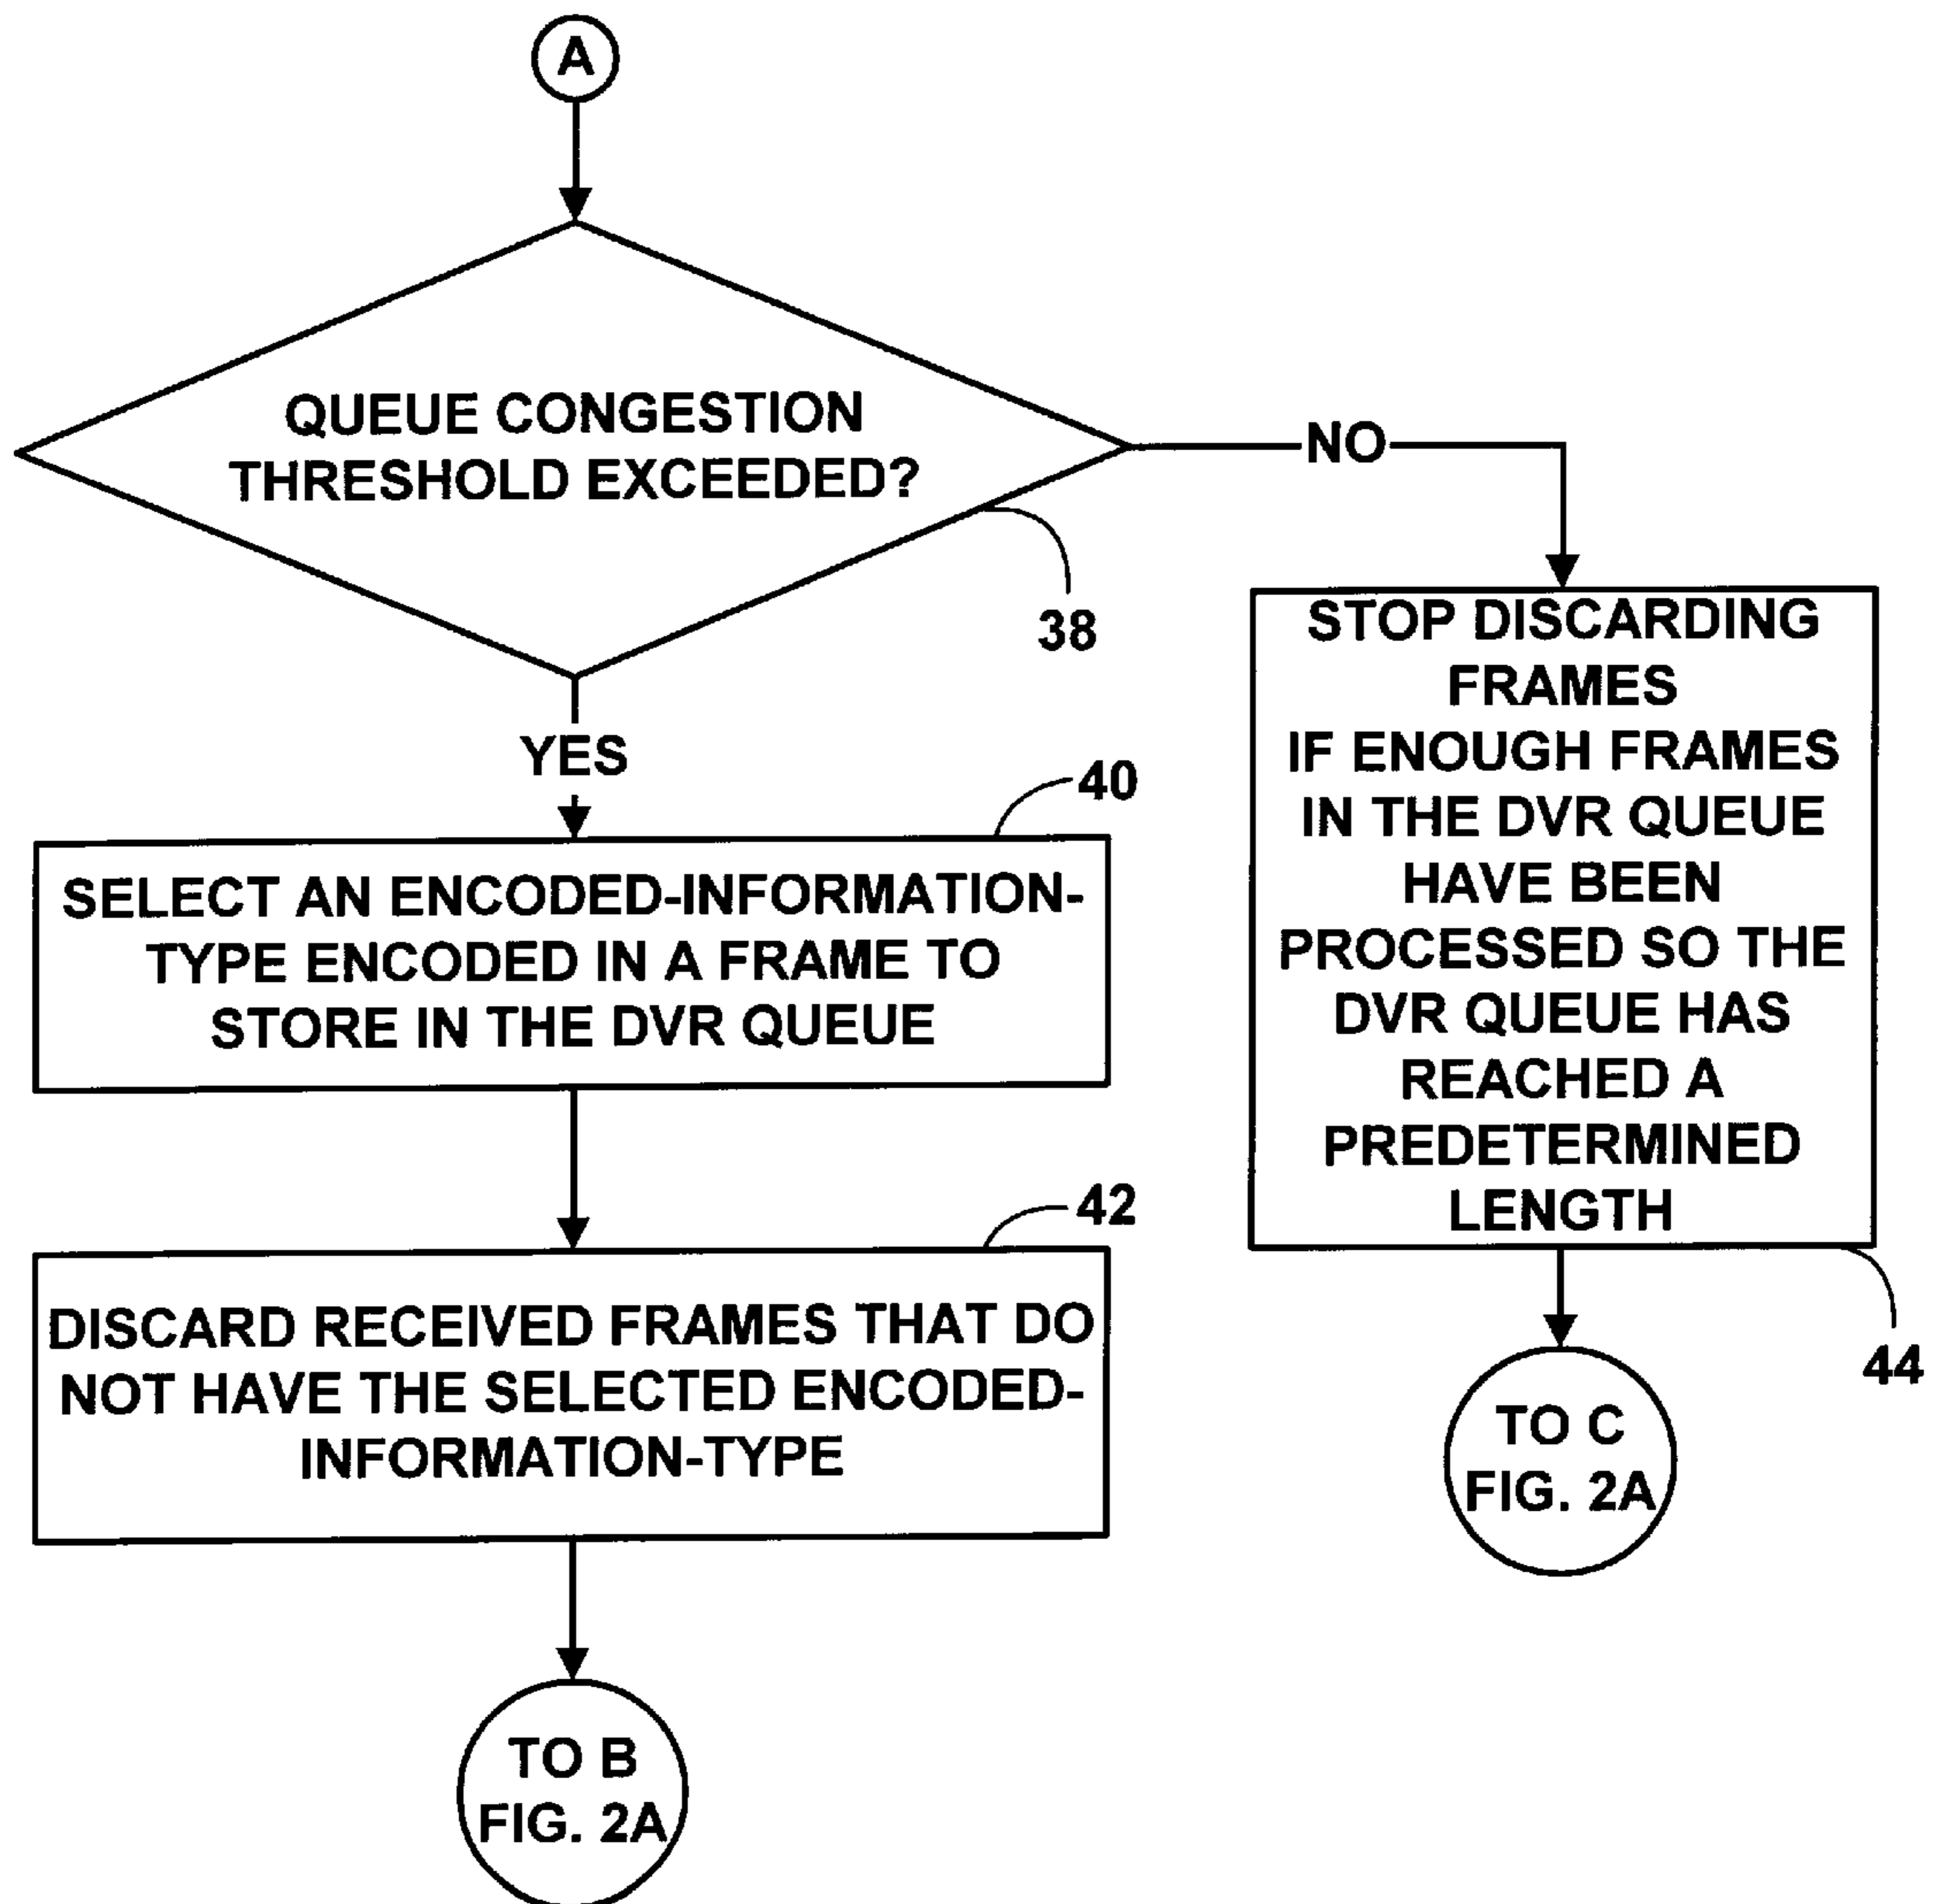 A
QUEUE CONGESTION
THRESHOLD EXCEEDED?
NO
38
YES
40
SELECT AN ENCODED-INFORMATION-
TYPE ENCODED IN A FRAME TO
STORE IN THE DVR QUEUE
42
DISCARD RECEIVED FRAMES THAT DO
NOT HAVE THE SELECTED ENCODED-
INFORMATION-TYPE
TO B
FIG. 2A
STOP DISCARDING
FRAMES
IF ENOUGH FRAMES
IN THE DVR QUEUE
HAVE BEEN
PROCESSED SO THE
DVR QUEUE HAS
REACHED A
PREDETERMINED
LENGTH
44
TO C
FIG. 2A